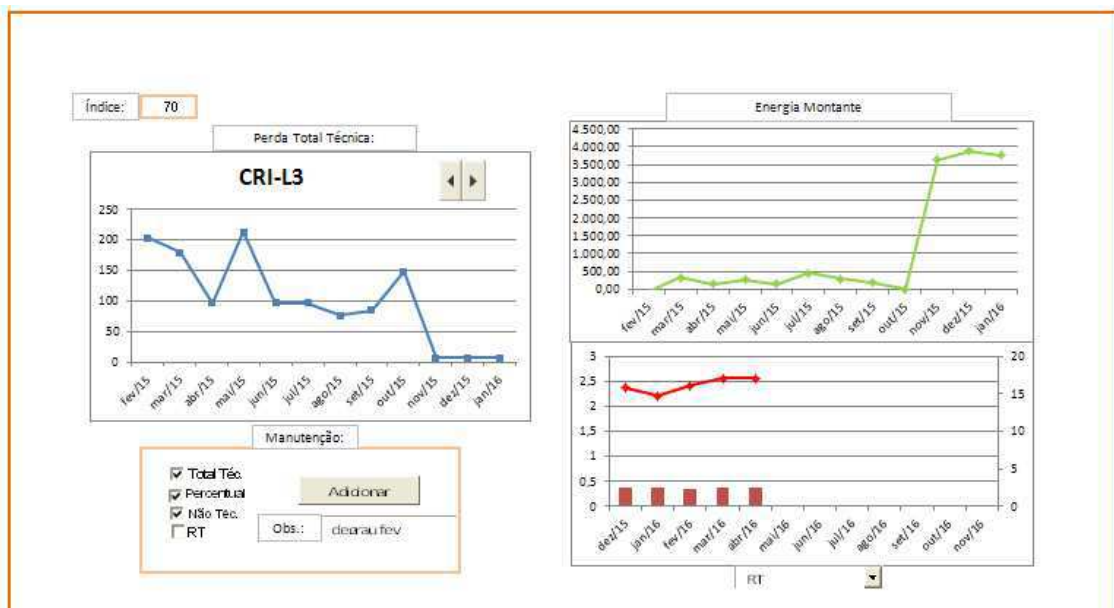 Índice: 70
Perda Total Técnica:
CRI-L3
250
200
150
100
50
0
fev/15 mar/15 abr/15 mai/15 jun/15 jul/15 ago/15 set/15 out/15 nov/15 dez/15 jan/16
Manutenção:
Total Téc.
Percentual
Não Tec.
RT
Adicionar
Obs.: degrau fev
Energia Montante
4.500,00
4.000,00
3.500,00
3.000,00
2.500,00
2.000,00
1.500,00
1.000,00
500,00
0,00
fev/15 mar/15 abr/15 mai/15 jun/15 jul/15 ago/15 set/15 out/15 nov/15 dez/15 jan/16
3 20
2,5
2 15
1,5 10
1
0,5 5
0 0
dez/15 jan/16 fev/16 mar/16 abr/16 mai/16 jun/16 jul/16 ago/16 set/16 out/16 nov/16
RT